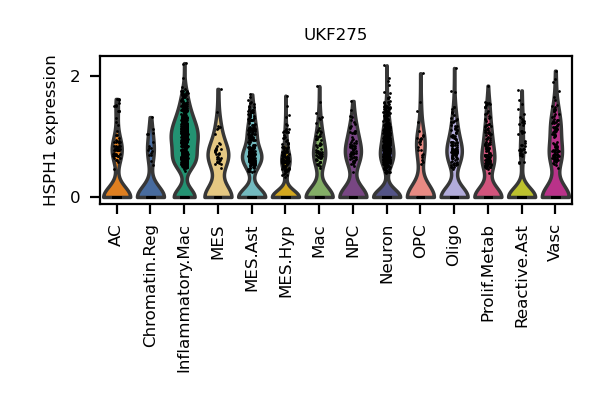 UKF275
HSPH1 expression
2
0
AC
Chromatin.Reg
Inflammatory.Mac
MES
MES.Ast
MES.Hyp
Mac
NPC
Neuron
OPC
Oligo
Prolif.Metab
Reactive.Ast
Vasc